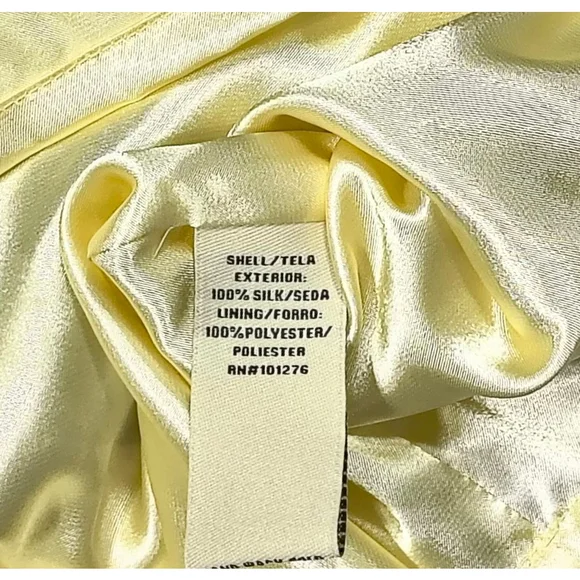 SHELL/TELA
EXTERIOR:
100% SILK/SEDA
LINING/FORRO:
100%POLYESTER/
POLIESTER
RN#101276